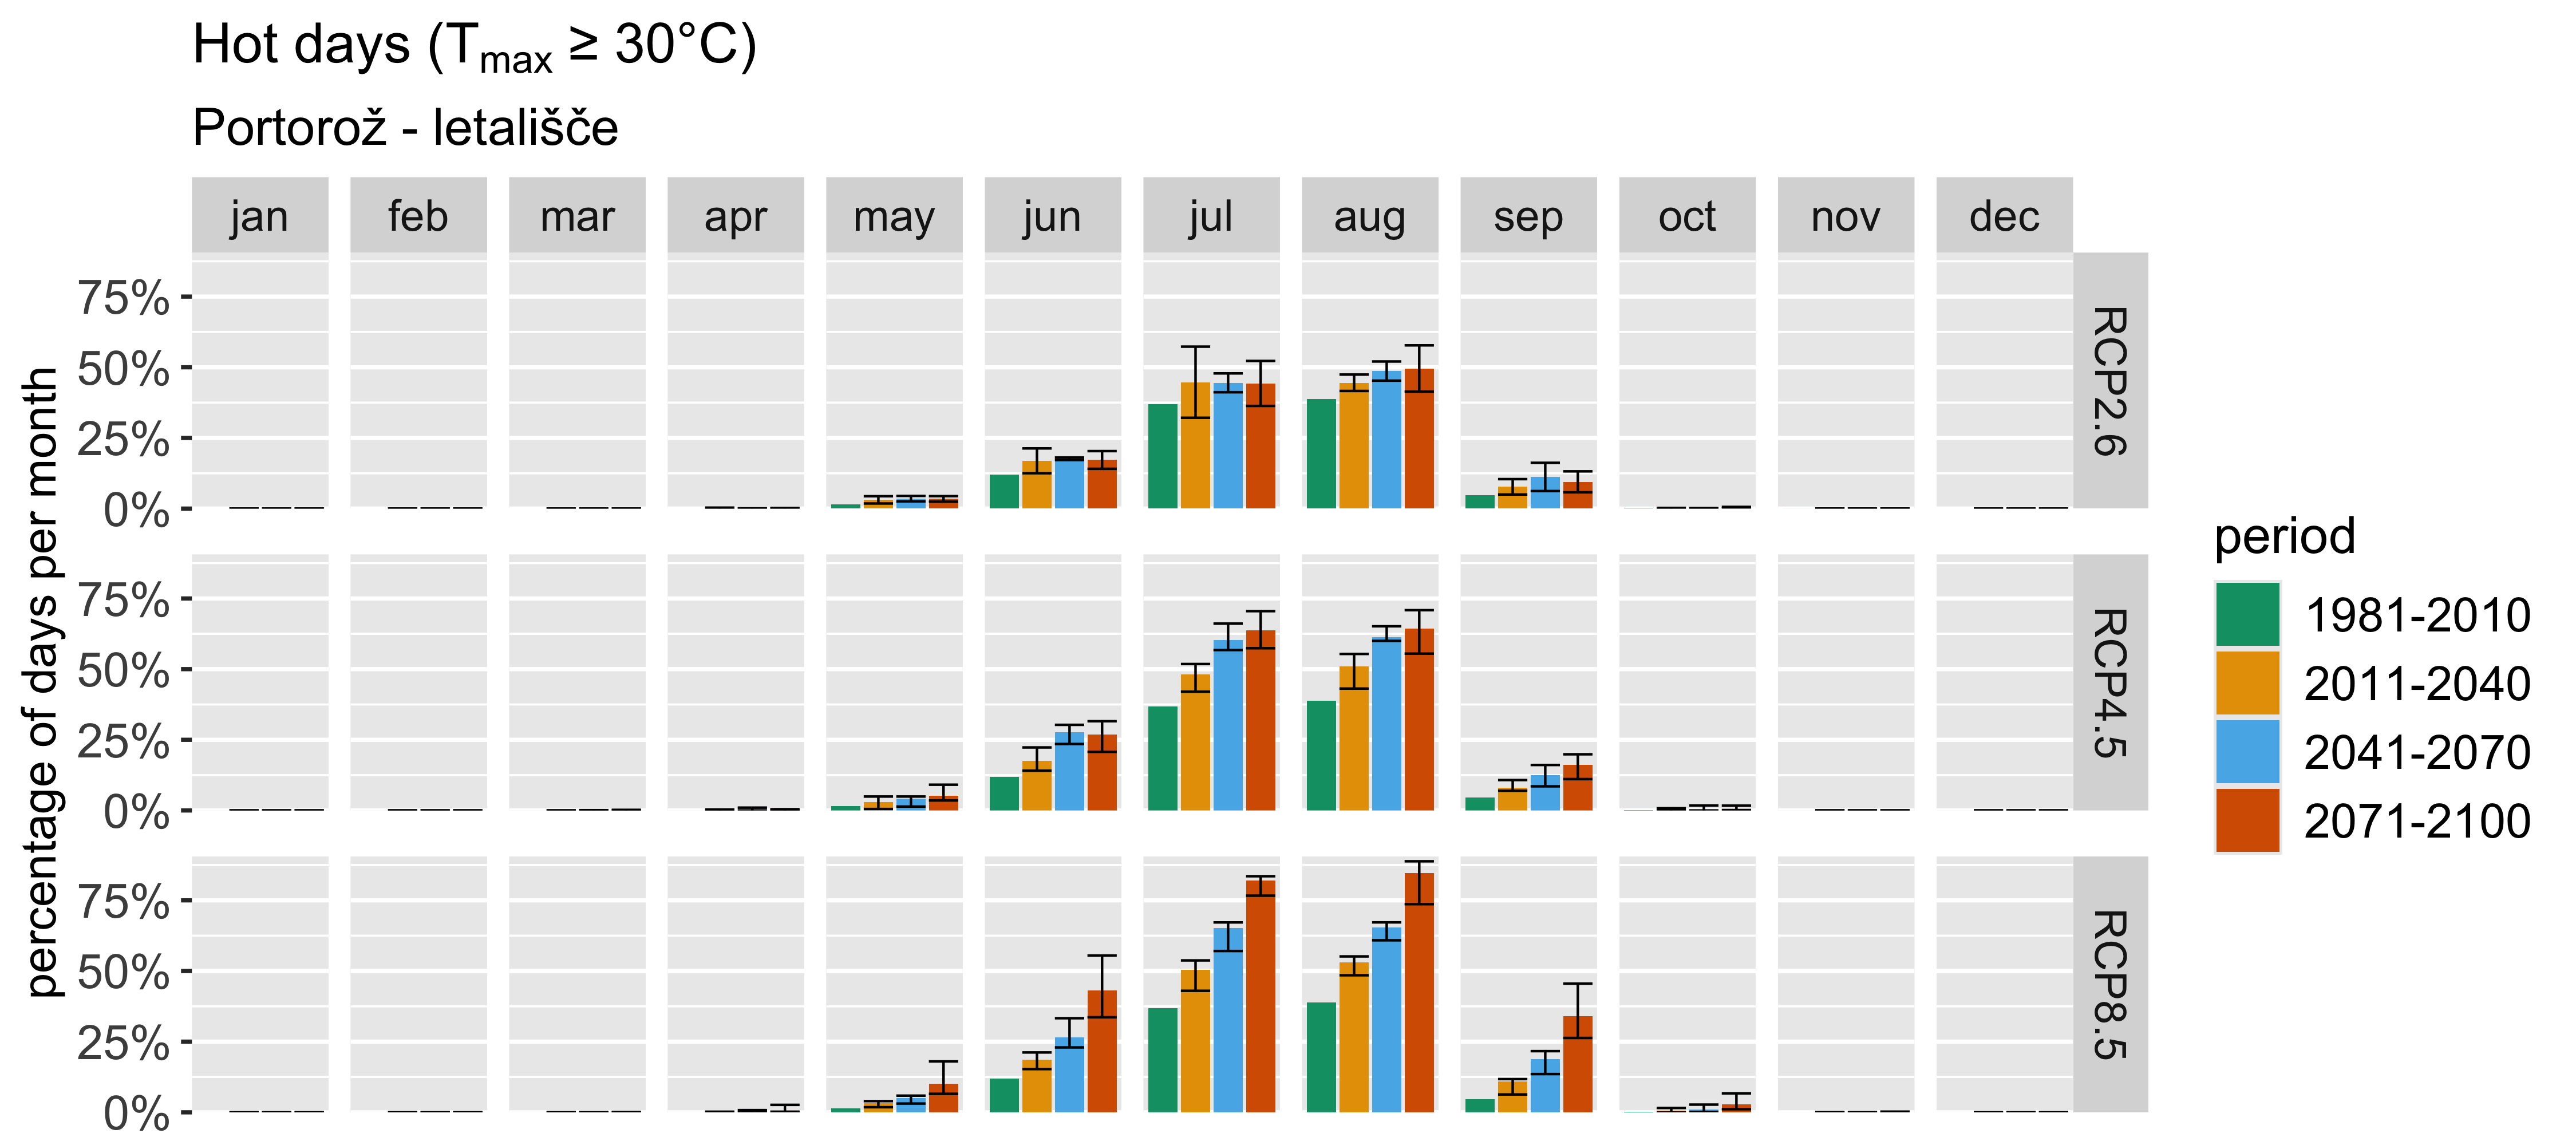 Hot days (Tmax ≥ 30°C)
Portorož - letališče
jan feb mar apr may jun jul aug sep oct nov dec
percentage of days per month
75%
50%
25%
0%
RCP2.6
75%
50%
25%
0%
RCP4.5
75%
50%
25%
0%
RCP8.5
period
1981-2010
2011-2040
2041-2070
2071-2100